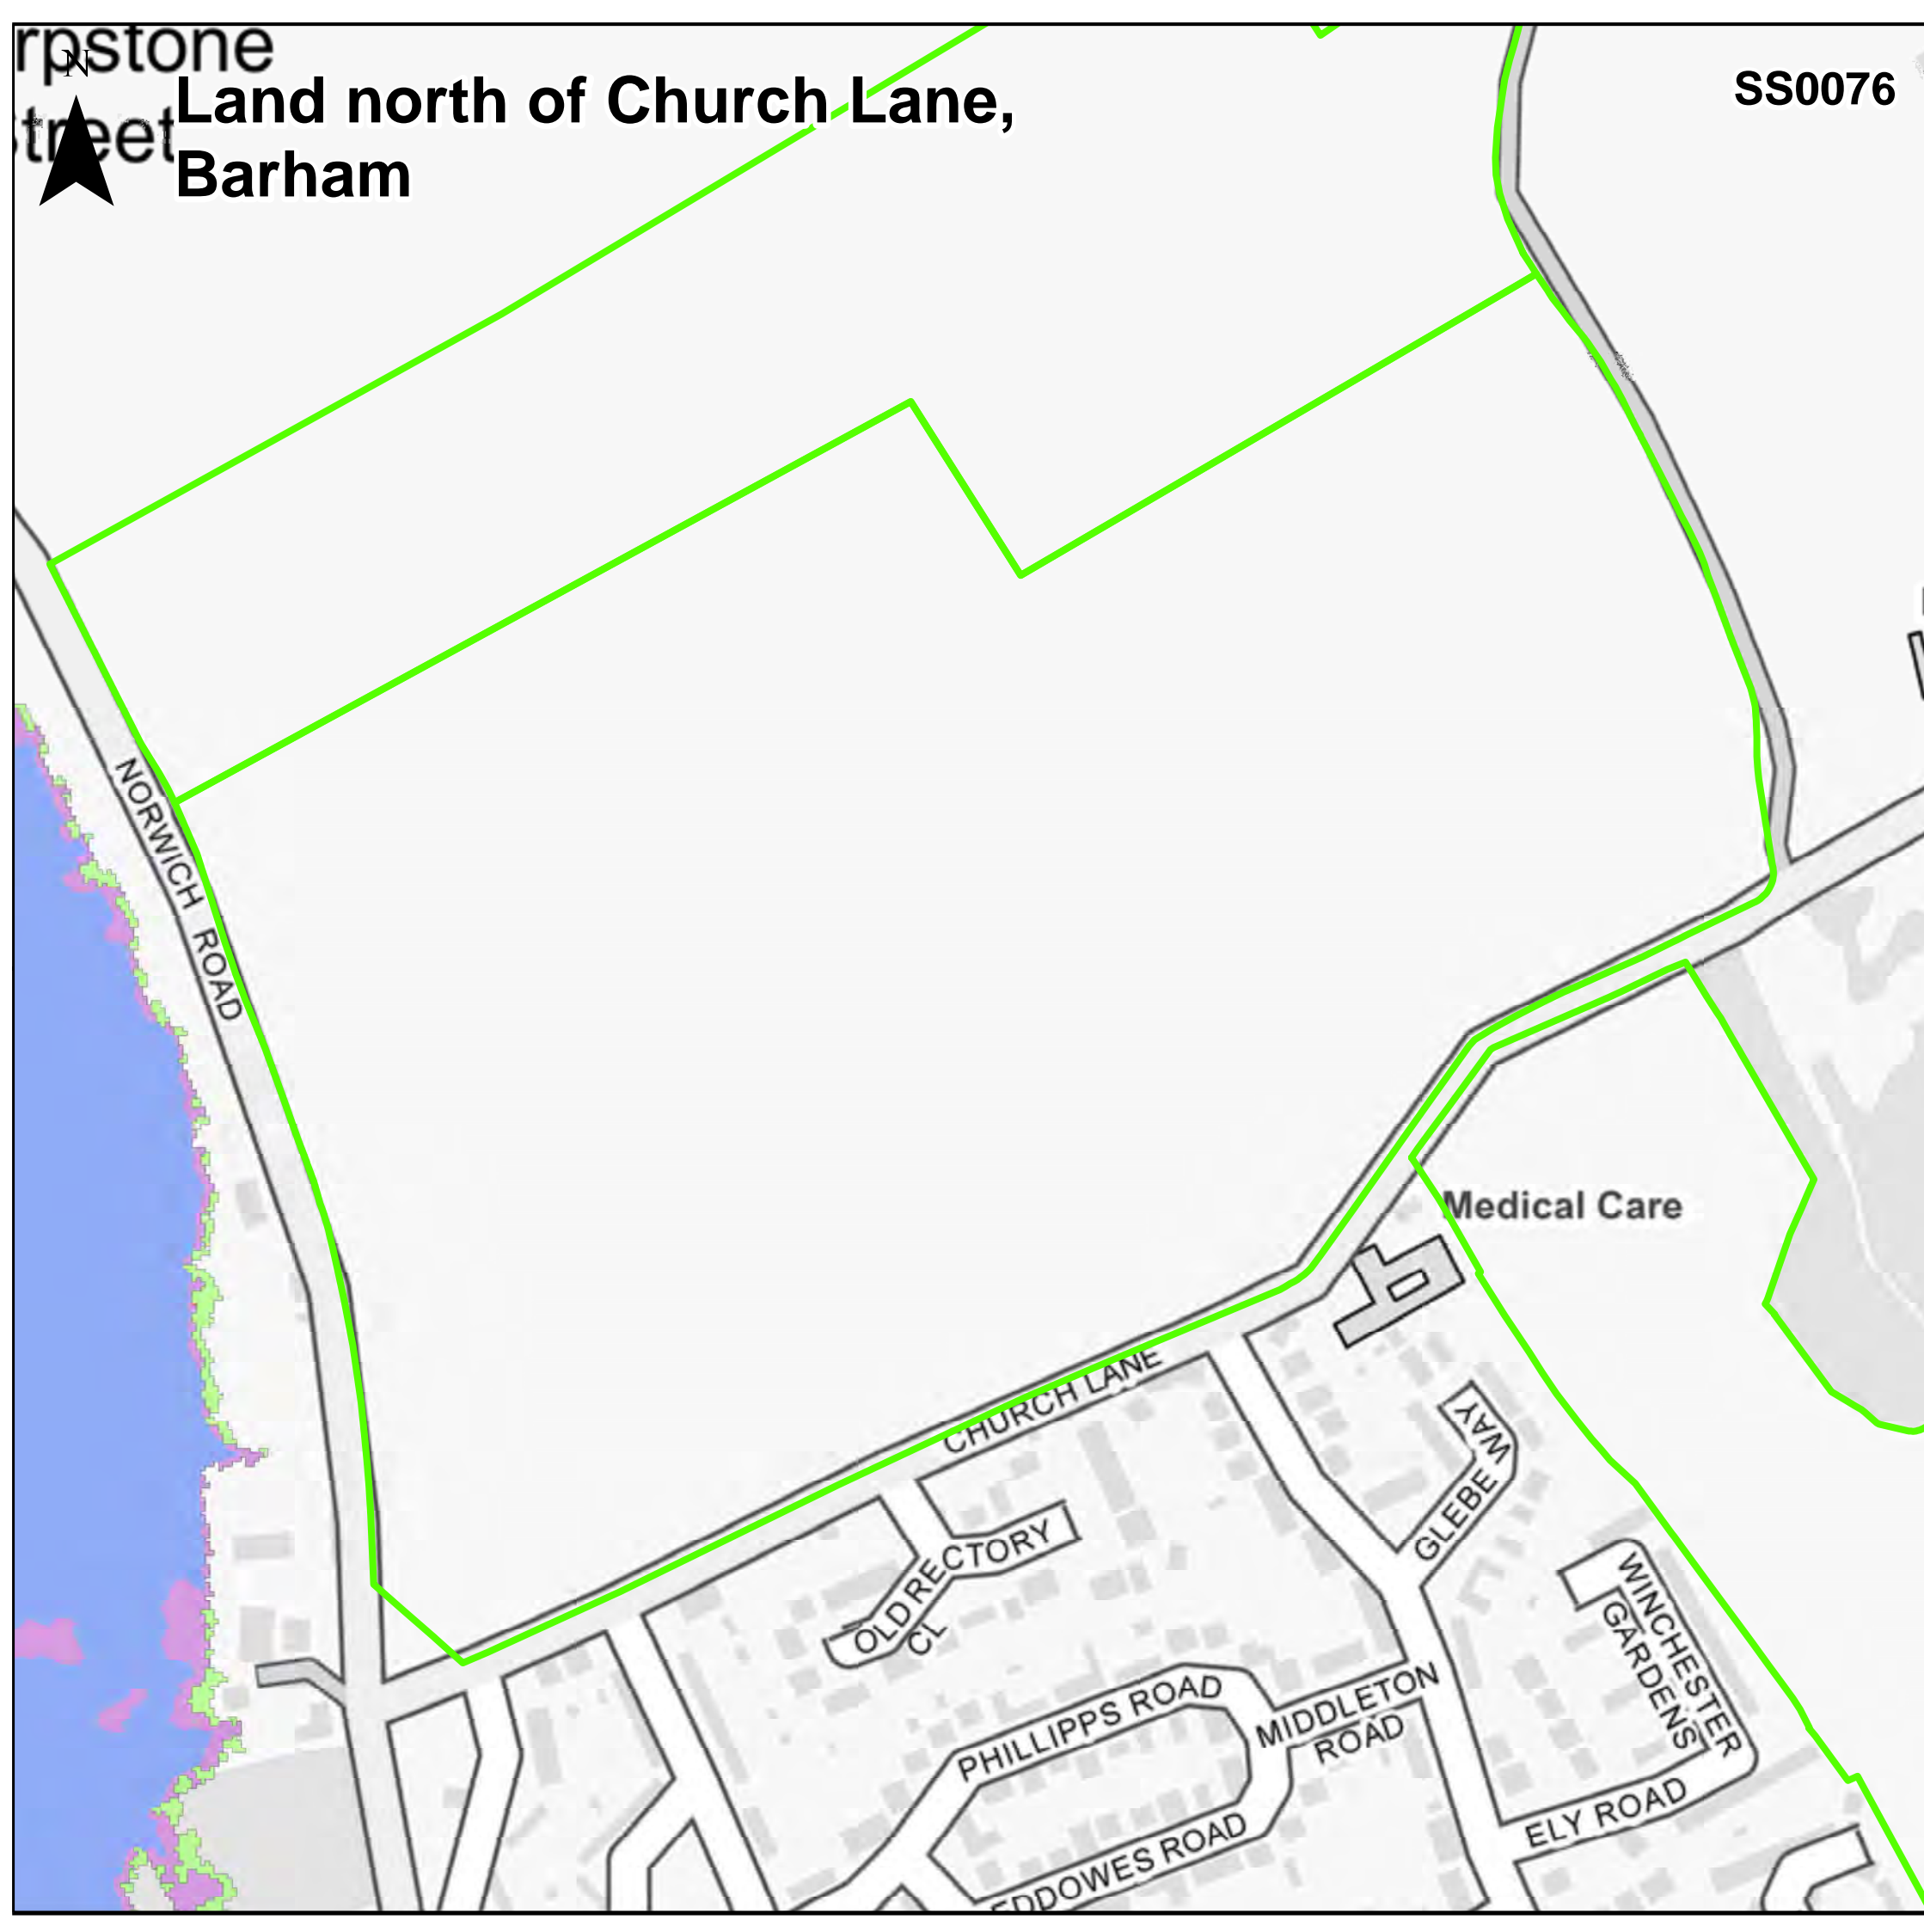 rpstone
treet
N
Land north of Church Lane,
Barham
SS0076
NORWICH ROAD
Medical Care
CHURCH LANE
GLEBE WAY
OLD RECTORY
CL
WINCHESTER
GARDENS
PHILLIPPS ROAD
MIDDLETON
ROAD
ELY ROAD
EDDOWES ROAD